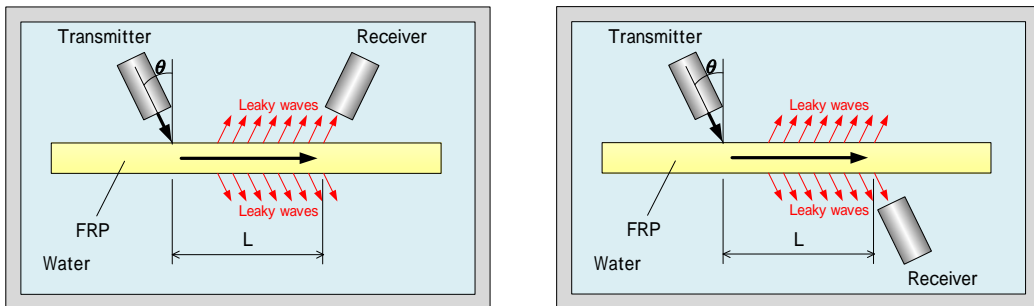 Transmitter
Receiver
θ
Leaky waves
Leaky waves
FRP
L
Water
Transmitter
θ
Leaky waves
Leaky waves
FRP
L
Water
Receiver